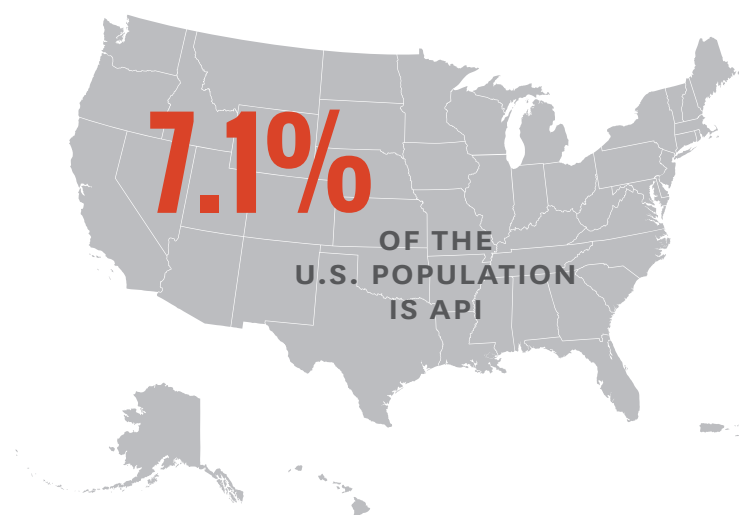 7.1%
OF THE
U.S. POPULATION
IS API